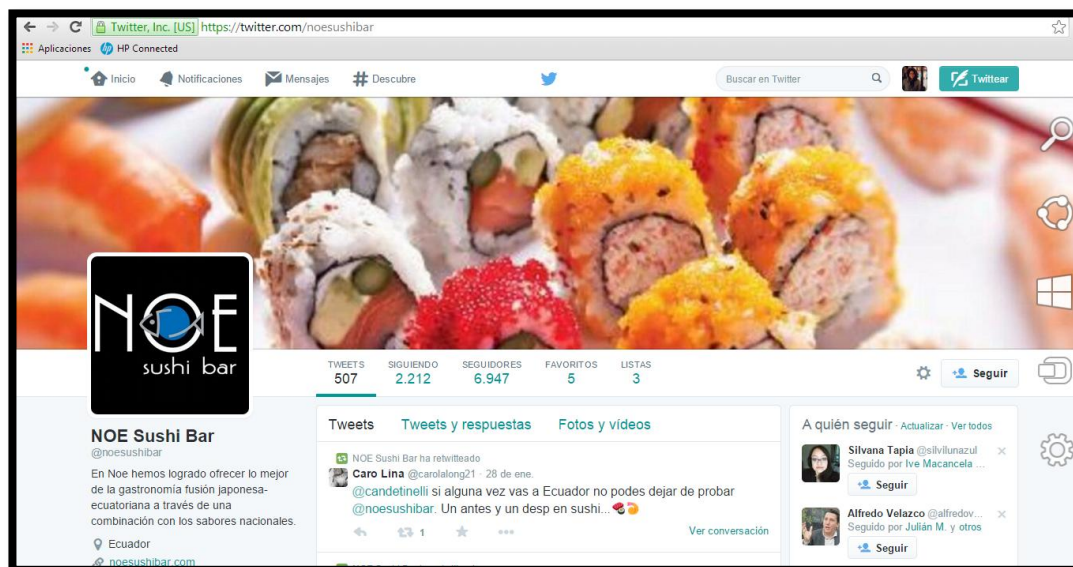 Twitter, Inc. [US] https://twitter.com/noesushibar
Aplicaciones HP Connected
Inicio Notificaciones Mensajes Descubre Buscar en Twitter Twittear
NOE
sushi bar
TWEETS SIGUIENDO SEGUIDORES FAVORITOS LISTAS
507 2.212 6.947 5 3
Seguir
NOE Sushi Bar
@noesushibar
En Noe hemos logrado ofrecer lo mejor
de la gastronomía fusión japonesa-
ecuatoriana a través de una
combinación con los sabores nacionales.
Ecuador
noesushibar.com
Tweets Tweets y respuestas Fotos y vídeos
NOE Sushi Bar ha retwitteado
Caro Lina @carolalong21 · 28 de ene.
@candetinelli si alguna vez vas a Ecuador no podes dejar de probar
@noesushibar. Un antes y un desp en sushi...
1 Ver conversación
A quién seguir · Actualizar · Ver todos
Silvana Tapia @silvilunazul
Seguido por Ive Macancela ...
Seguir
Alfredo Velazco @alfredov...
Seguido por Julián M. y otros
Seguir